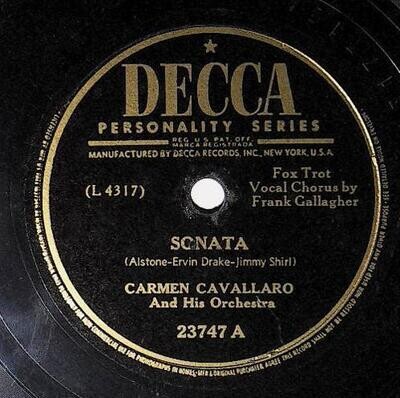 DECCA
PERSONALITY SERIES
REG. U.S. PAT. OFF.
MARCA REGISTRADA
MANUFACTURED BY DECCA RECORDS, INC., NEW YORK, U.S.A.
(L 4317)
Fox Trot
Vocal Chorus by
Frank Gallagher
SONATA
(Alstone-Ervin Drake-Jimmy Shirl)
CARMEN CAVALLARO
And His Orchestra
23747 A